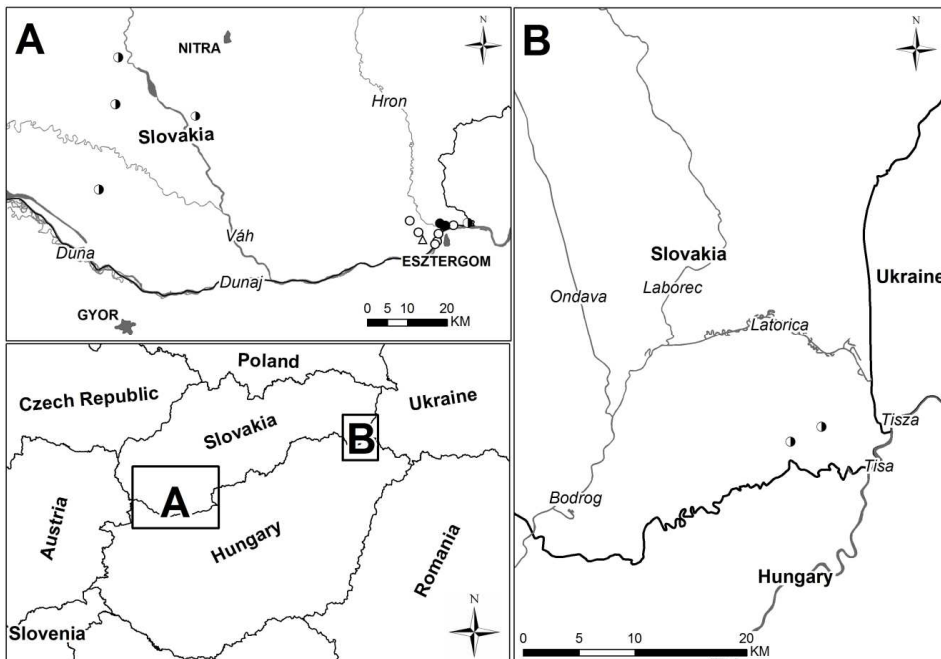 A
NITRA
N
Hron
Slovakia
Váh
Duna
Dunaj
ESZTERGOM
GYOR
0 5 10 20
KM
Poland
Czech Republic
Ukraine
Slovakia
B
A
Austria
Hungary
Romania
Slovenia
N
B
N
Slovakia
Ukraine
Ondava
Laborec
Latorica
Tisza
Tisa
Bodrog
Hungary
0 5 10 20
KM